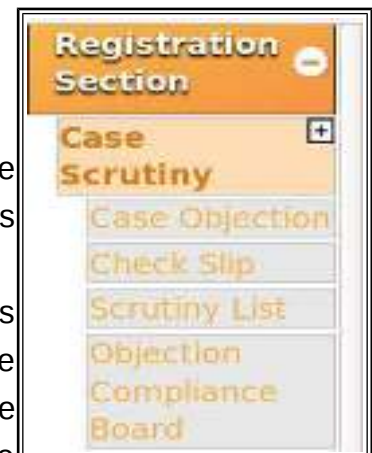 Registration
Section
Case
Scrutiny
Case Objection
Check Slip
Scrutiny List
Objection
Compliance
Board
e
s
s
e
e